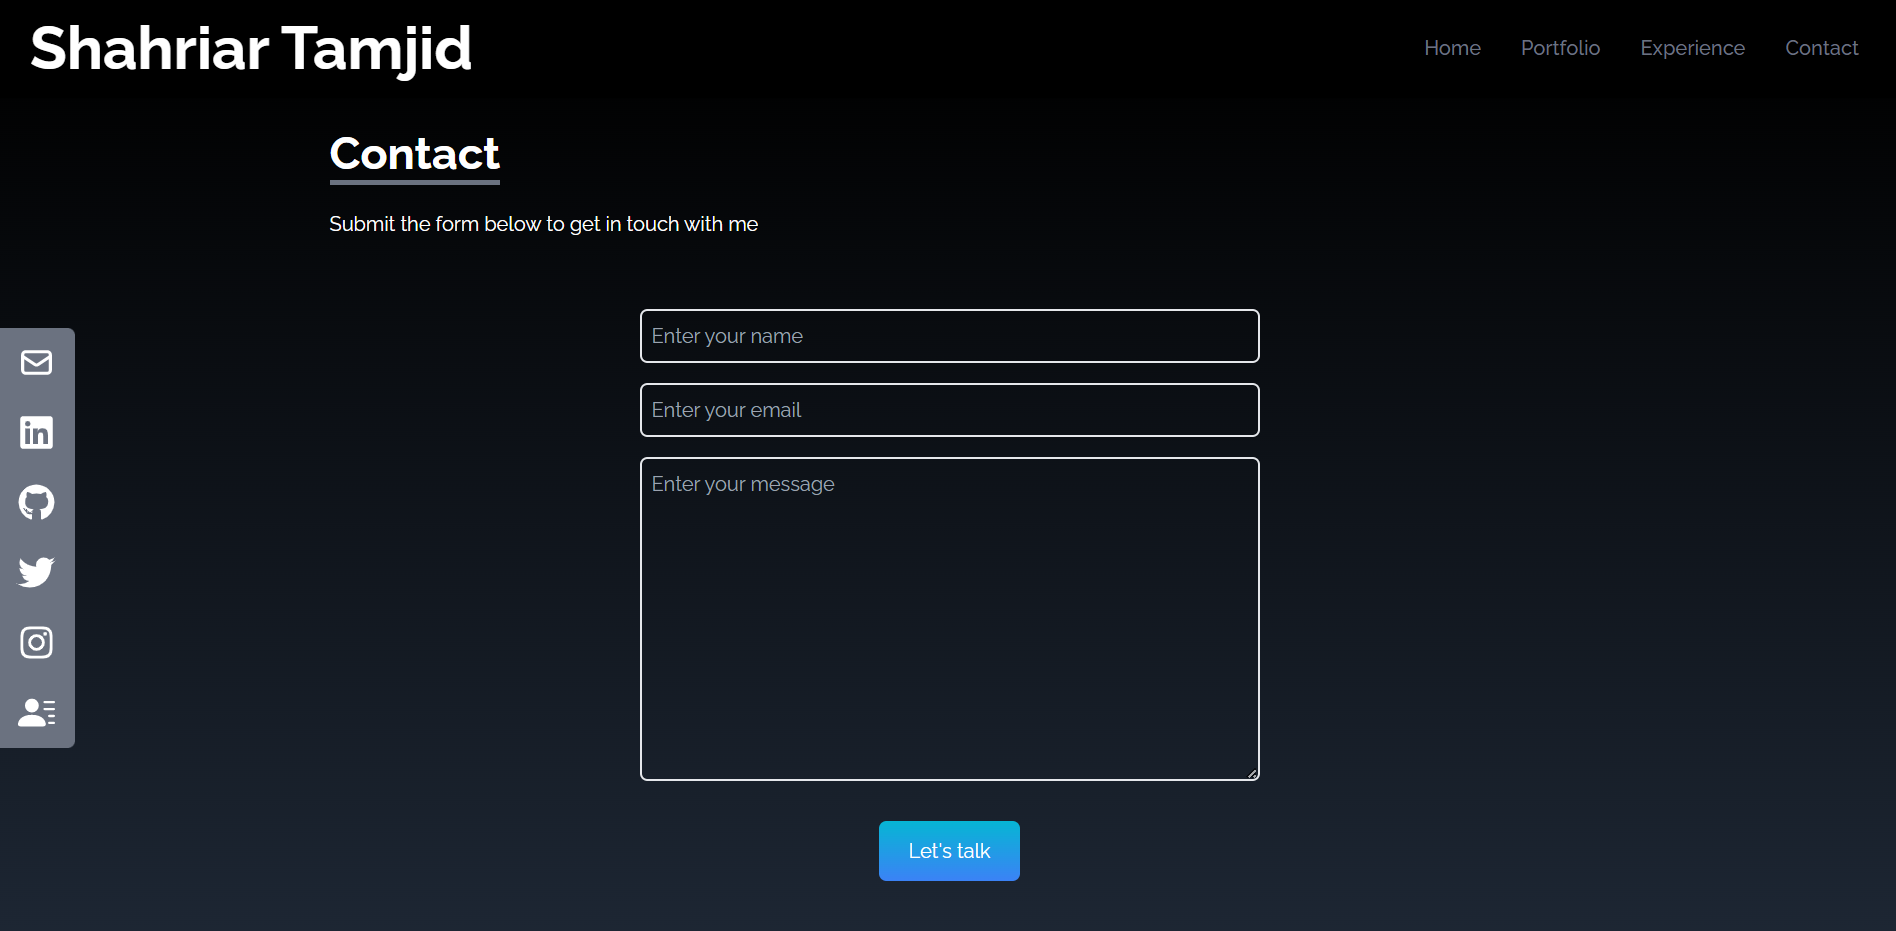 Shahriar Tamjid
Home Portfolio Experience Contact
Contact
Submit the form below to get in touch with me
Enter your name
Enter your email
Enter your message
Let's talk